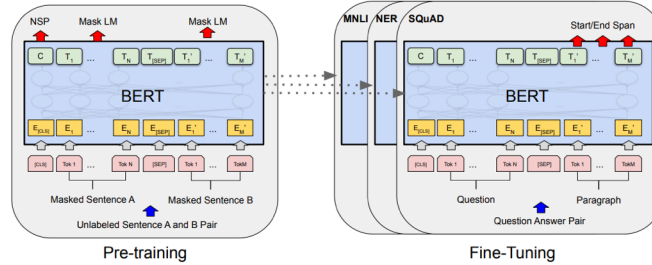 NSP Mask LM Mask LM
C T1 ... TN T[SEP] T1' ... TM'
BERT
E[CLS] E1 ... EN E[SEP] E1' ... EM'
[CLS] Tok 1 ... Tok N [SEP] Tok 1 ... TokM
Masked Sentence A Masked Sentence B
Unlabeled Sentence A and B Pair
Pre-training
MNLI NER SQuAD
Start/End Span
C T1 ... TN T[SEP] T1' ... TM'
BERT
E[CLS] E1 ... EN E[SEP] E1' ... EM'
[CLS] Tok 1 ... Tok N [SEP] Tok 1 ... TokM
Question Paragraph
Question Answer Pair
Fine-Tuning